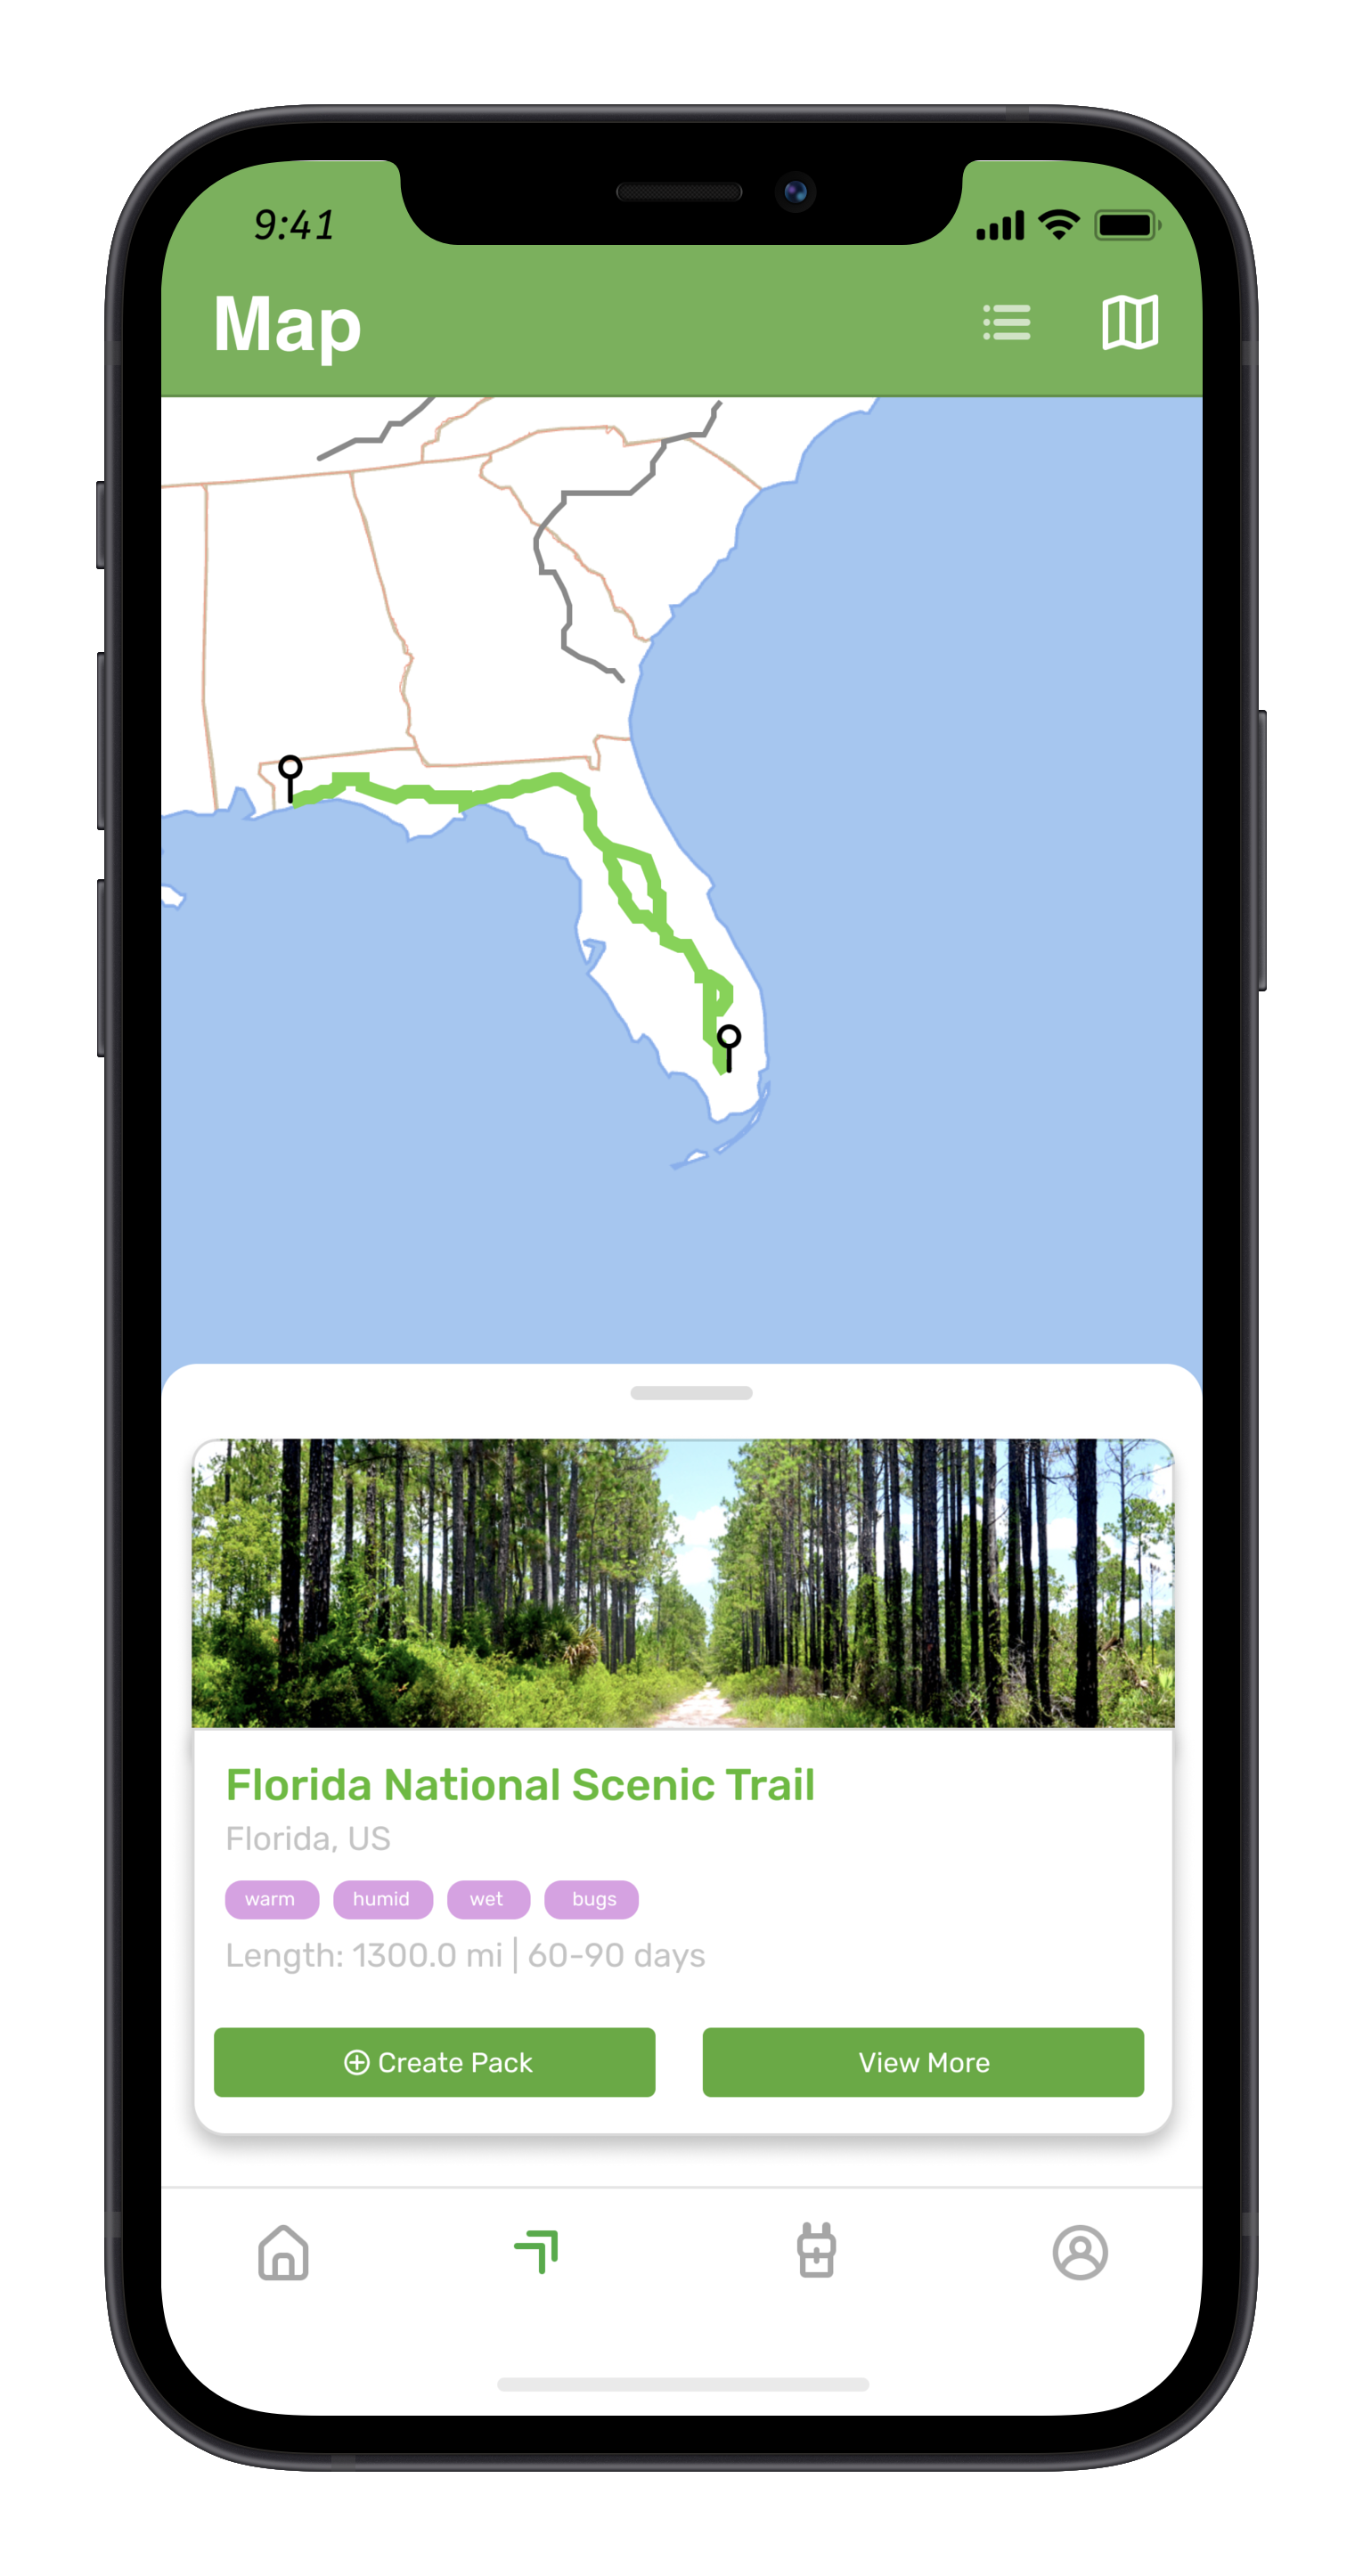 9:41
Map
Florida National Scenic Trail
Florida, US
warm humid wet bugs
Length: 1300.0 mi | 60-90 days
Create Pack View More